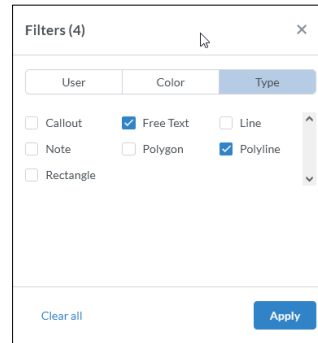 Filters (4)
User Color Type
Callout Free Text Line
Note Polygon Polyline
Rectangle
Clear all Apply